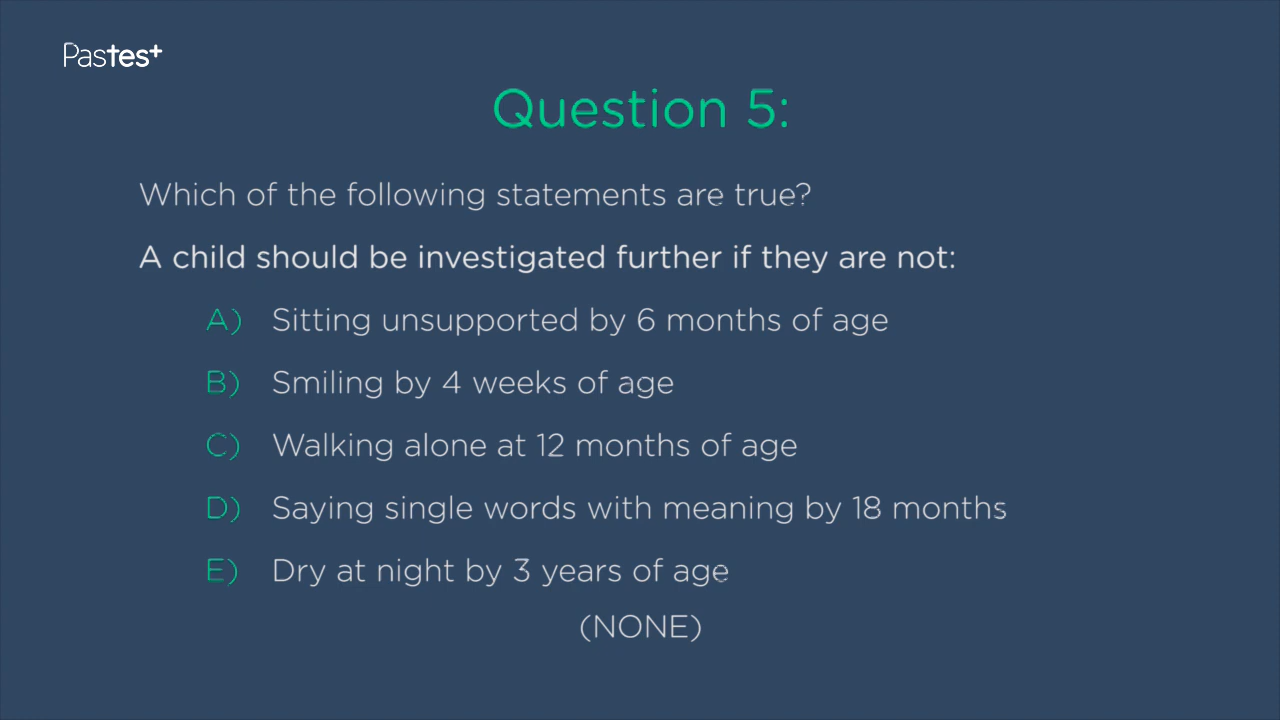 Pastest
Question 5:
Which of the following statements are true?
A child should be investigated further if they are not:
A) Sitting unsupported by 6 months of age
B) Smiling by 4 weeks of age
C) Walking alone at 12 months of age
D) Saying single words with meaning by 18 months
E) Dry at night by 3 years of age
(NONE)